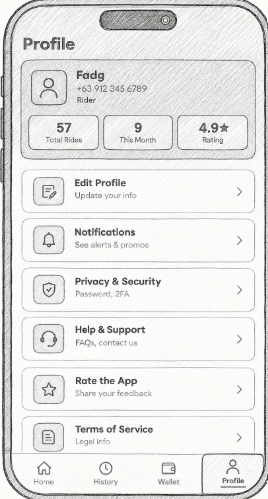 Profile
Fadg
+63 912 345 6789
Rider
57
Total Rides
9
This Month
4.9★
Rating
Edit Profile
Update your info
Notifications
See alerts & promos
Privacy & Security
Password, 2FA
Help & Support
FAQs, contact us
Rate the App
Share your feedback
Terms of Service
Legal info
Home
History
Wallet
Profile